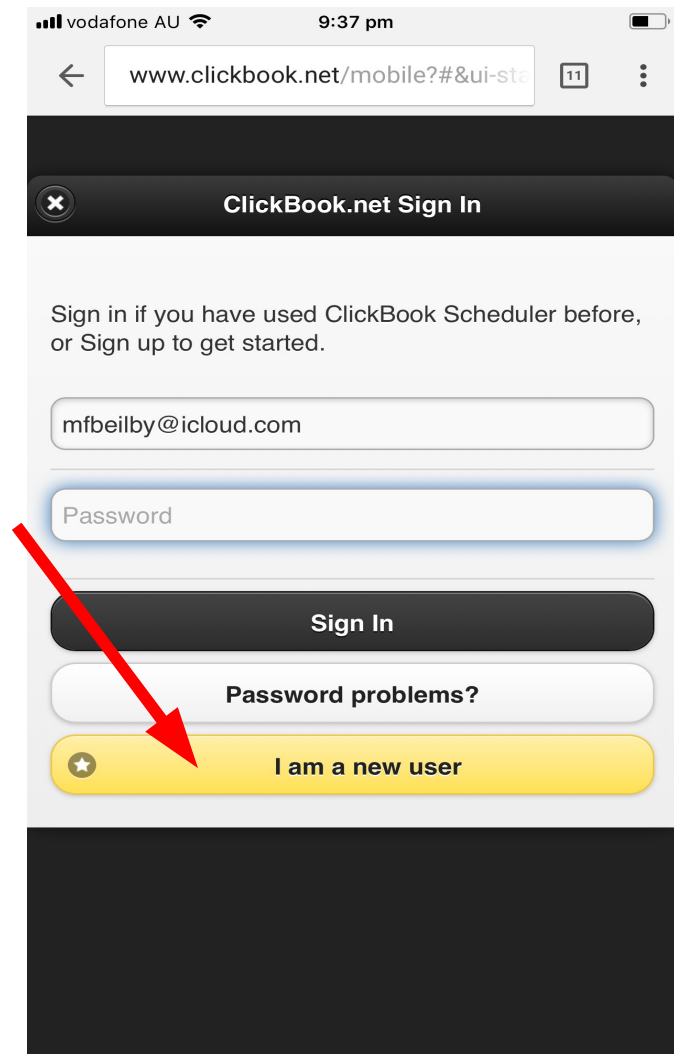 vodafone AU 9:37 pm
www.clickbook.net/mobile?#&ui-sta 11
ClickBook.net Sign In
Sign in if you have used ClickBook Scheduler before,
or Sign up to get started.
mfbeilby@icloud.com
Password
Sign In
Password problems?
I am a new user